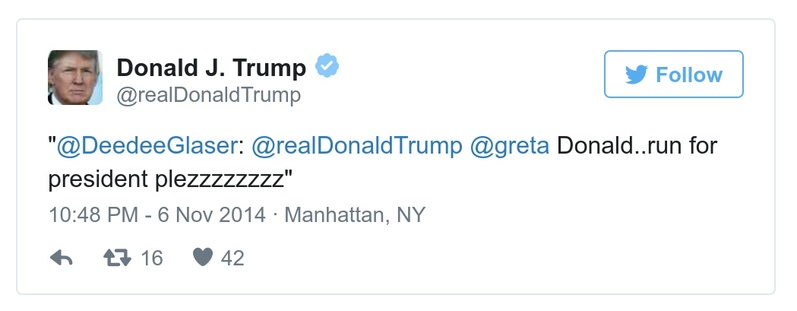 Donald J. Trump
@realDonaldTrump
Follow
"@DeedeeGlaser: @realDonaldTrump @greta Donald..run for
president plezzzzzzzz"
10:48 PM - 6 Nov 2014 · Manhattan, NY
16 42